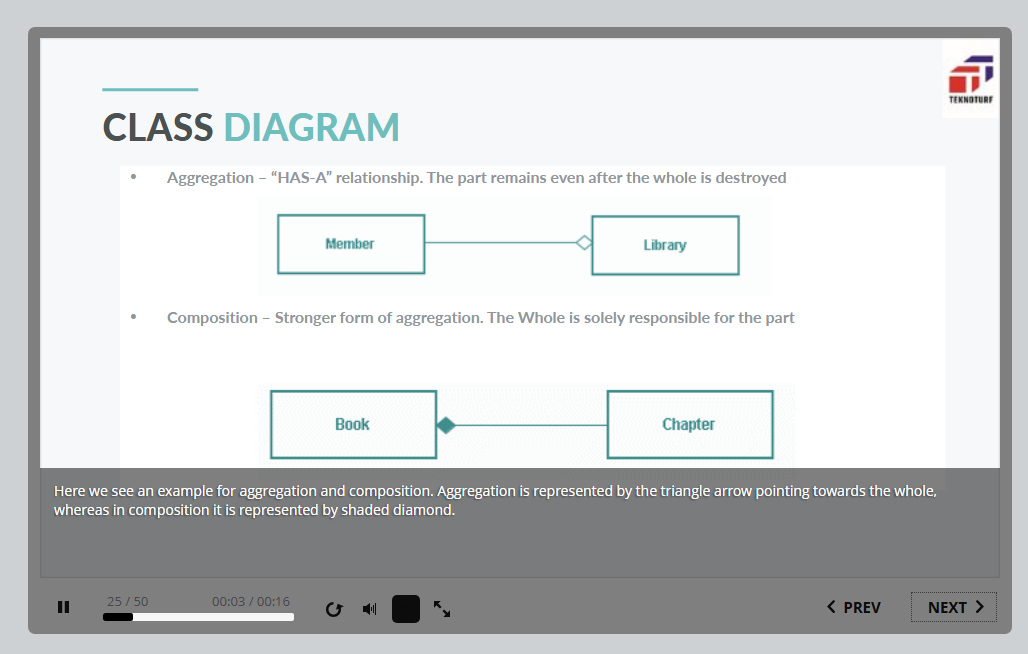 TEKNOTURF
CLASS DIAGRAM
• Aggregation – “HAS-A” relationship. The part remains even after the whole is destroyed
Member
Library
• Composition – Stronger form of aggregation. The Whole is solely responsible for the part
Book
Chapter
Here we see an example for aggregation and composition. Aggregation is represented by the triangle arrow pointing towards the whole,
whereas in composition it is represented by shaded diamond.
25 / 50
00:03 / 00:16
PREV
NEXT